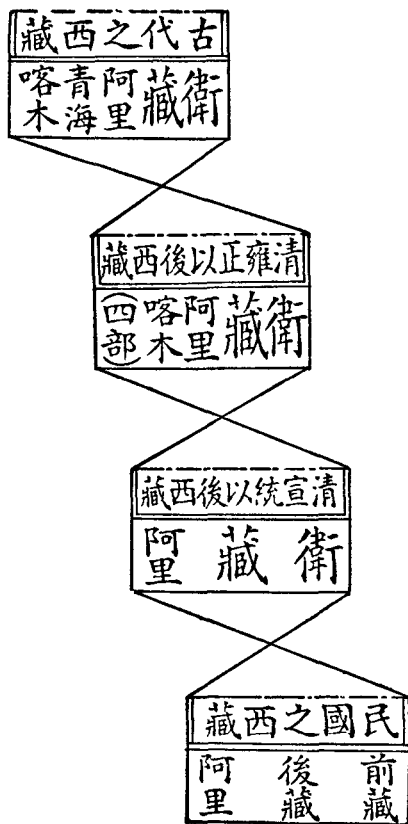 古代之西藏
衛
藏
阿里
青海
喀木
清雍正以後西藏
衛
藏
阿里
喀木
(四部)
清宣統以後西藏
衛
藏
阿里
民國之西藏
前藏
後藏
阿里